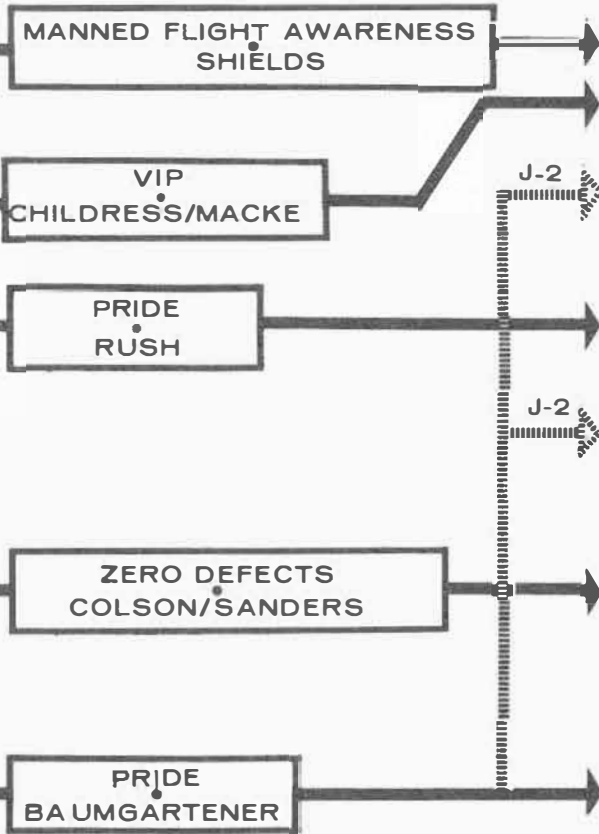 MANNED FLIGHT AWARENESS
SHIELDS
VIP
CHILDRESS/MACKE
J-2
PRIDE
RUSH
J-2
ZERO DEFECTS
COLSON/SANDERS
PRIDE
BAUMGARTENER